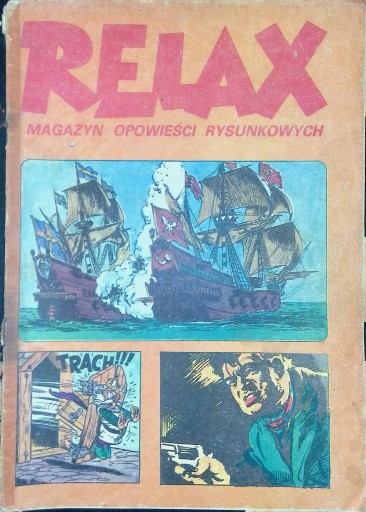 RELAX
MAGAZYN OPOWIEŚCI RYSUNKOWYCH
TRACH!!!